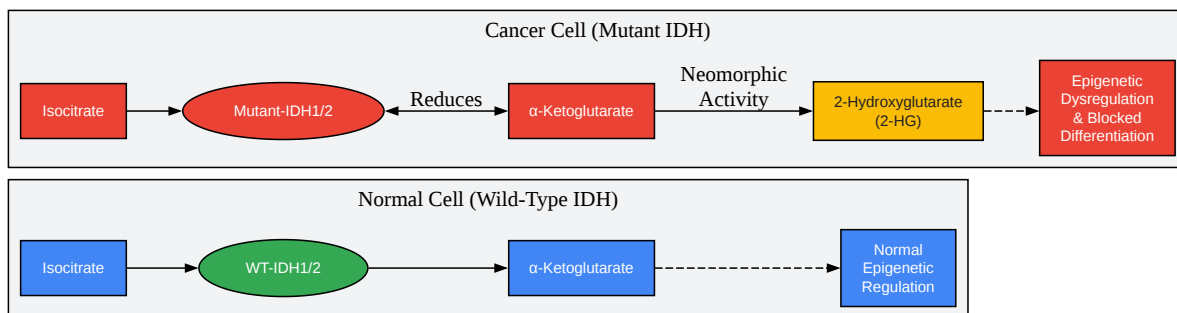 Cancer Cell (Mutant IDH)
Isocitrate
Mutant-IDH1/2
Reduces
α-Ketoglutarate
Neomorphic
Activity
2-Hydroxyglutarate
(2-HG)
Epigenetic
Dysregulation
& Blocked
Differentiation
Normal Cell (Wild-Type IDH)
Isocitrate
WT-IDH1/2
α-Ketoglutarate
Normal
Epigenetic
Regulation